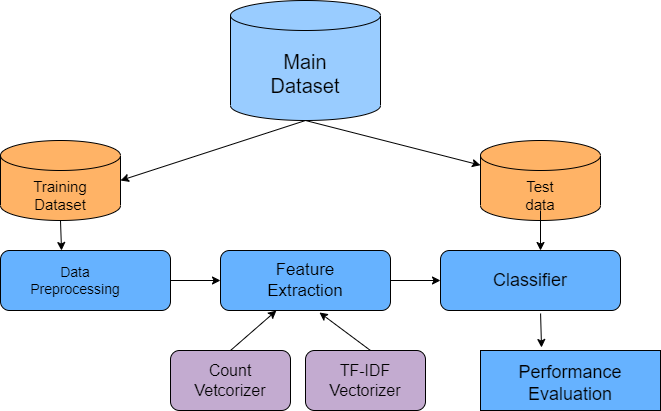 Main
Dataset
Training
Dataset
Test
data
Data
Preprocessing
Feature
Extraction
Classifier
Count
Vetcorizer
TF-IDF
Vectorizer
Performance
Evaluation